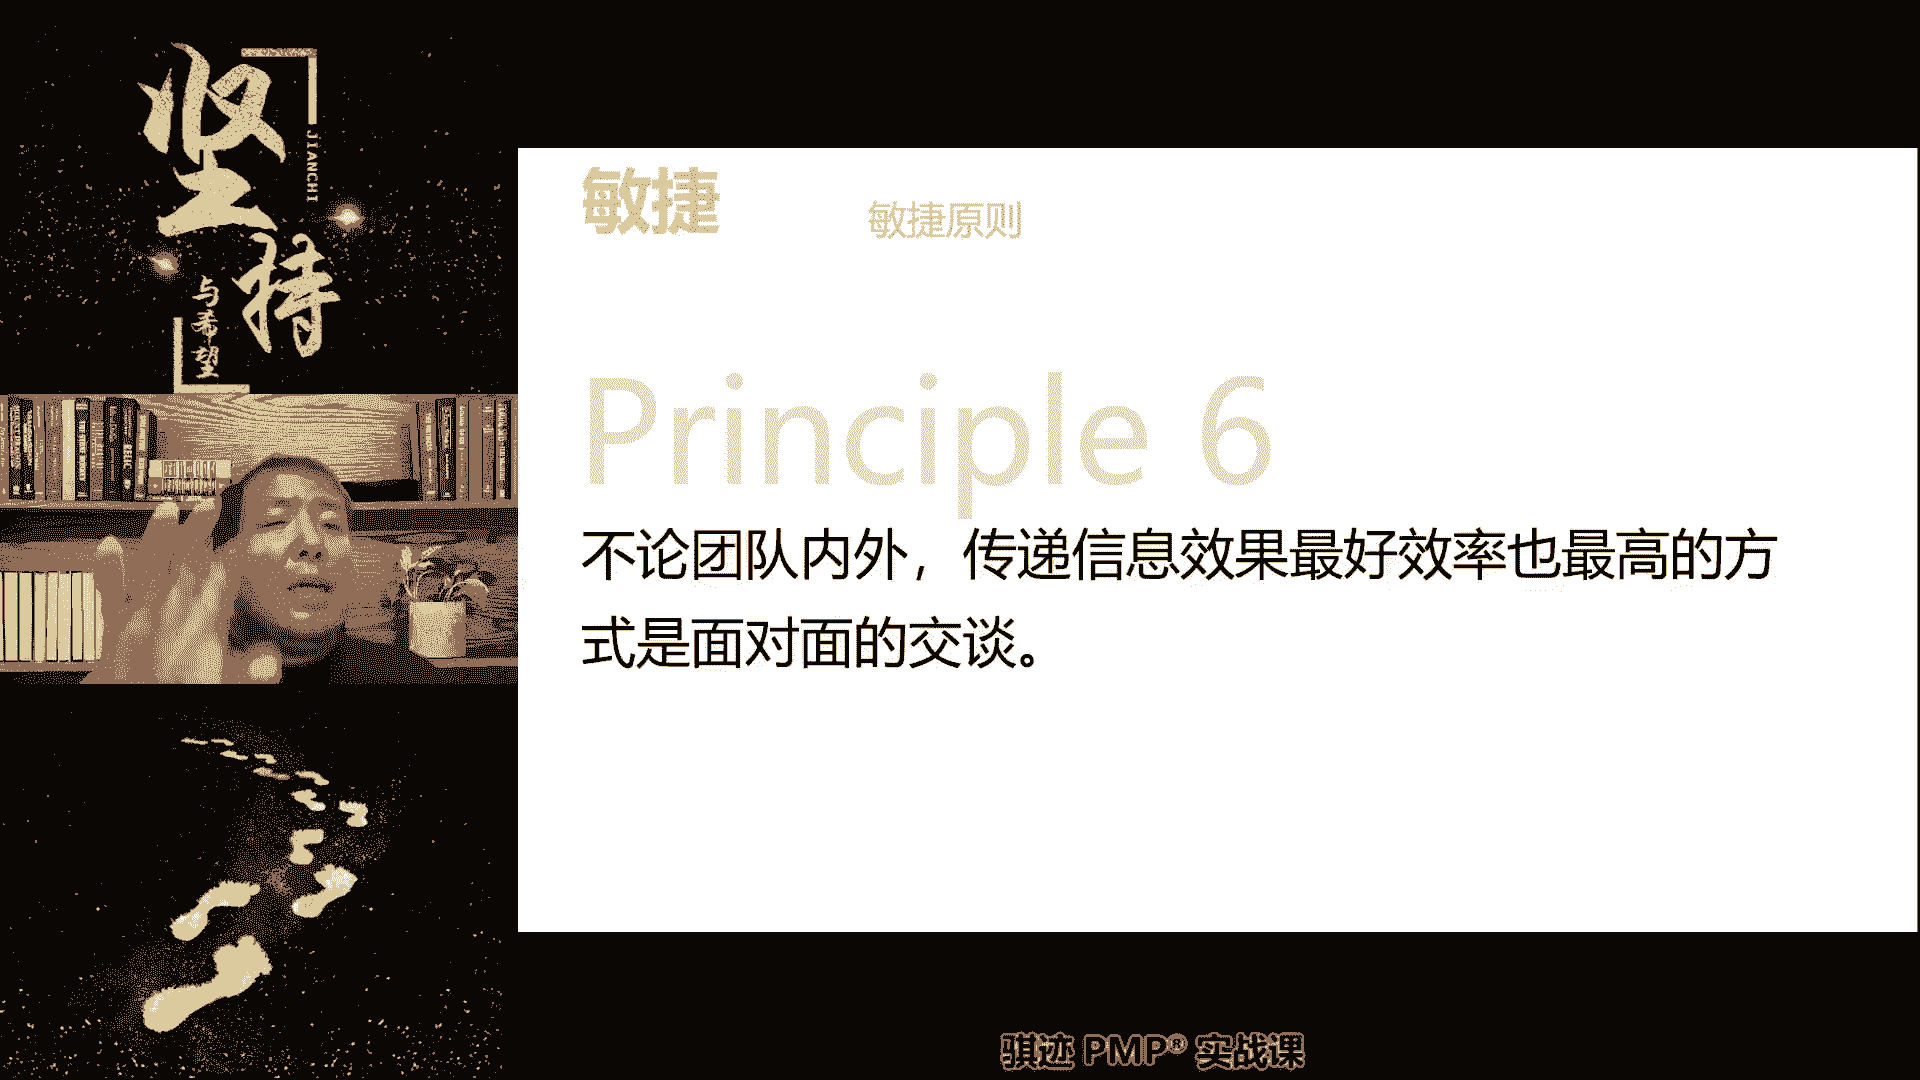 坚持
JIANCHI
与希望
敏捷
敏捷原则
Principle 6
不论团队内外，传递信息效果最好效率也最高的方
式是面对面的交谈。
骐迹 PMP® 实战课